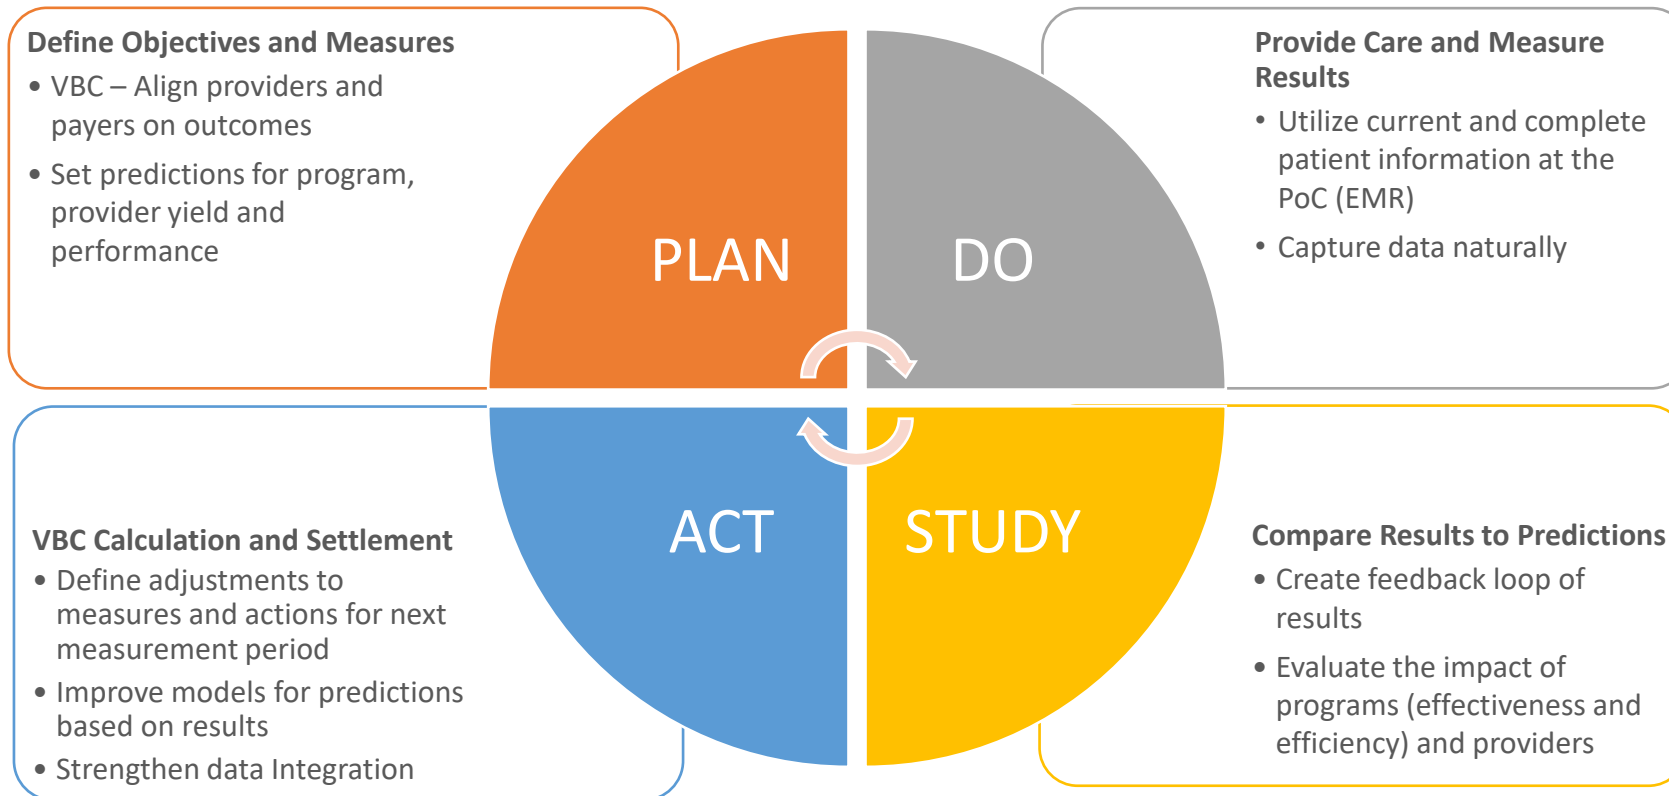 Define Objectives and Measures
• VBC – Align providers and
payers on outcomes
• Set predictions for program,
provider yield and
performance
PLAN
DO
Provide Care and Measure
Results
• Utilize current and complete
patient information at the
PoC (EMR)
• Capture data naturally
VBC Calculation and Settlement
• Define adjustments to
measures and actions for next
measurement period
• Improve models for predictions
based on results
• Strengthen data Integration
ACT
STUDY
Compare Results to Predictions
• Create feedback loop of
results
• Evaluate the impact of
programs (effectiveness and
efficiency) and providers